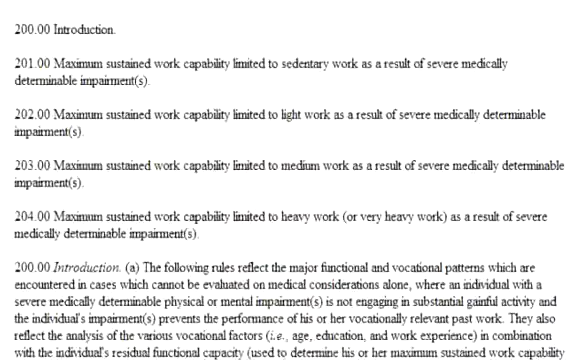 200.00 Introduction.
201.00 Maximum sustained work capability limited to sedentary work as a result of severe medically
determinable impairment(s).
202.00 Maximum sustained work capability limited to light work as a result of severe medically determinable
impairment(s).
203.00 Maximum sustained work capability limited to medium work as a result of severe medically determinable
impairment(s).
204.00 Maximum sustained work capability limited to heavy work (or very heavy work) as a result of severe
medically determinable impairment(s).
200.00 Introduction. (a) The following rules reflect the major functional and vocational patterns which are
encountered in cases which cannot be evaluated on medical considerations alone, where an individual with a
severe medically determinable physical or mental impairment(s) is not engaging in substantial gainful activity and
the individual's impairment(s) prevents the performance of his or her vocationally relevant past work. They also
reflect the analysis of the various vocational factors (i.e., age, education, and work experience) in combination
with the individual's residual functional capacity (used to determine his or her maximum sustained work capability